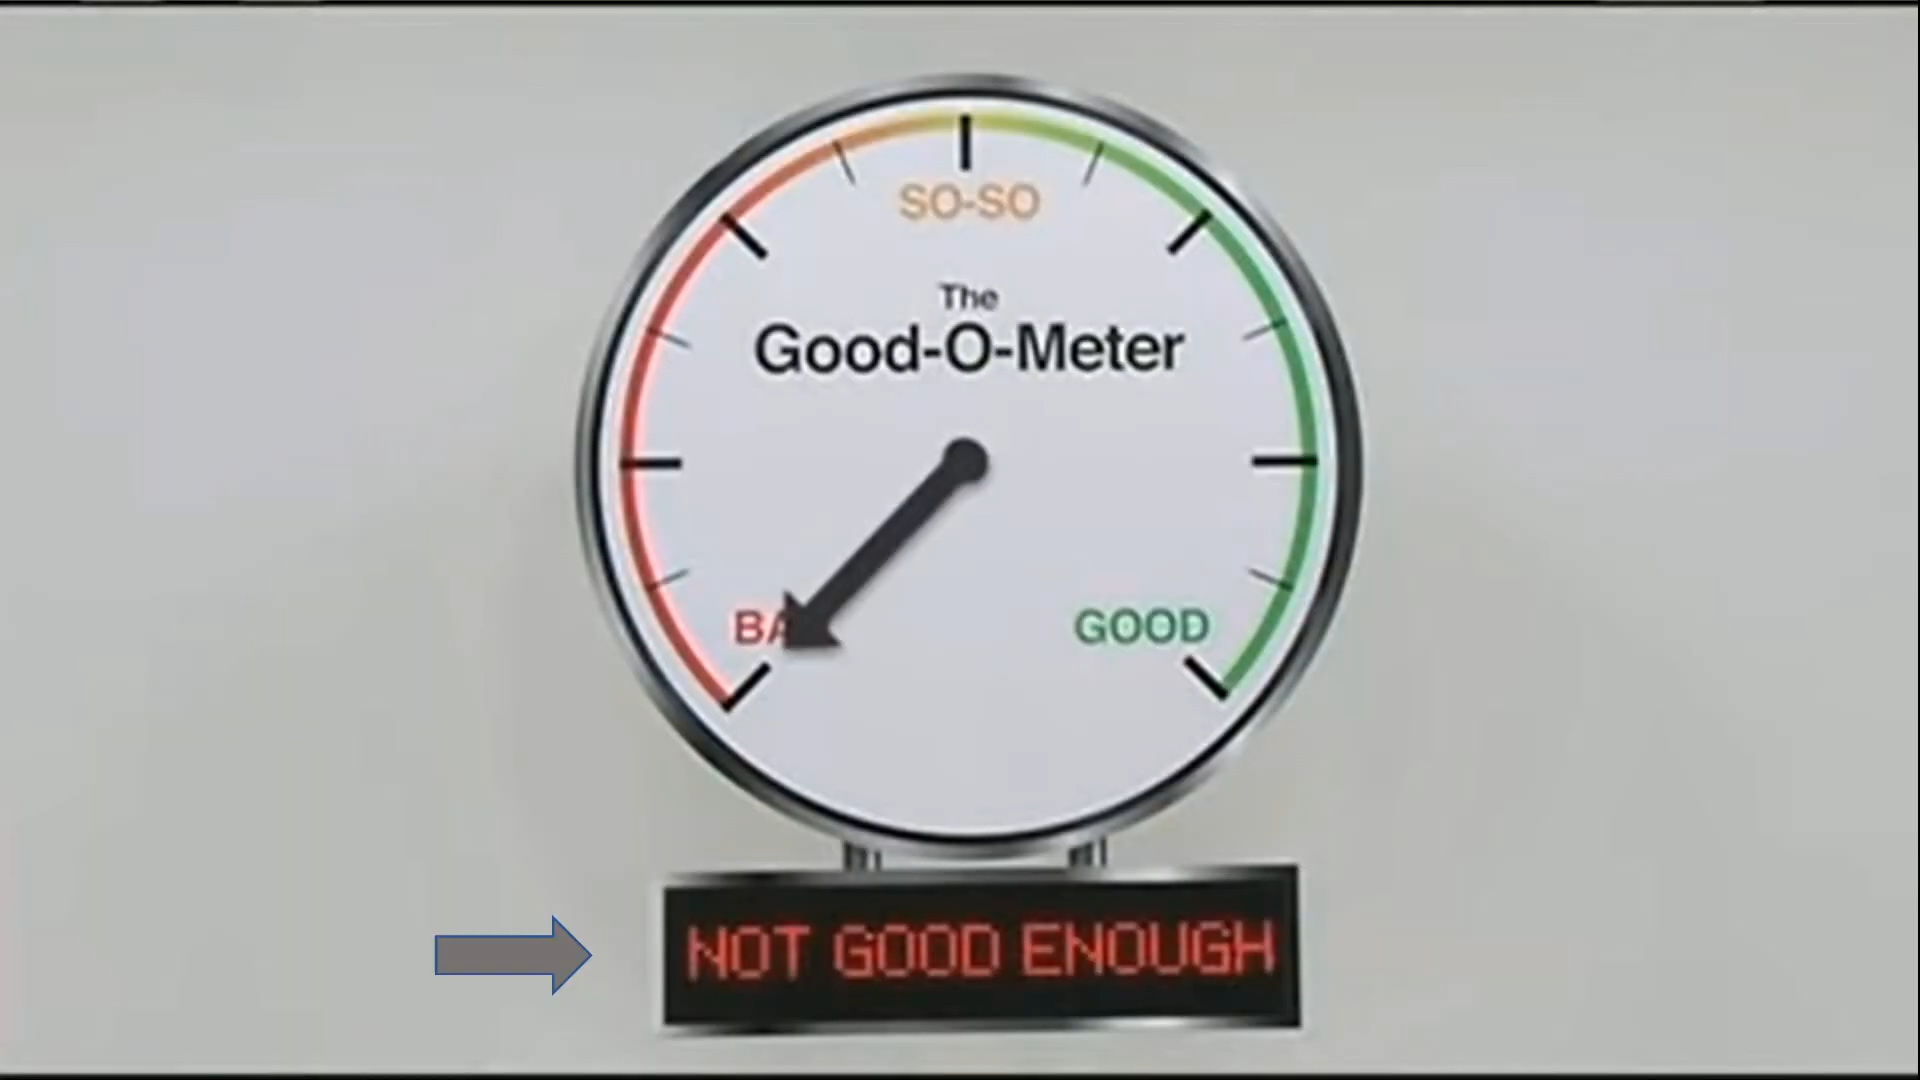 SO-SO
The
Good-O-Meter
GOOD
NOT GOOD ENOUGH